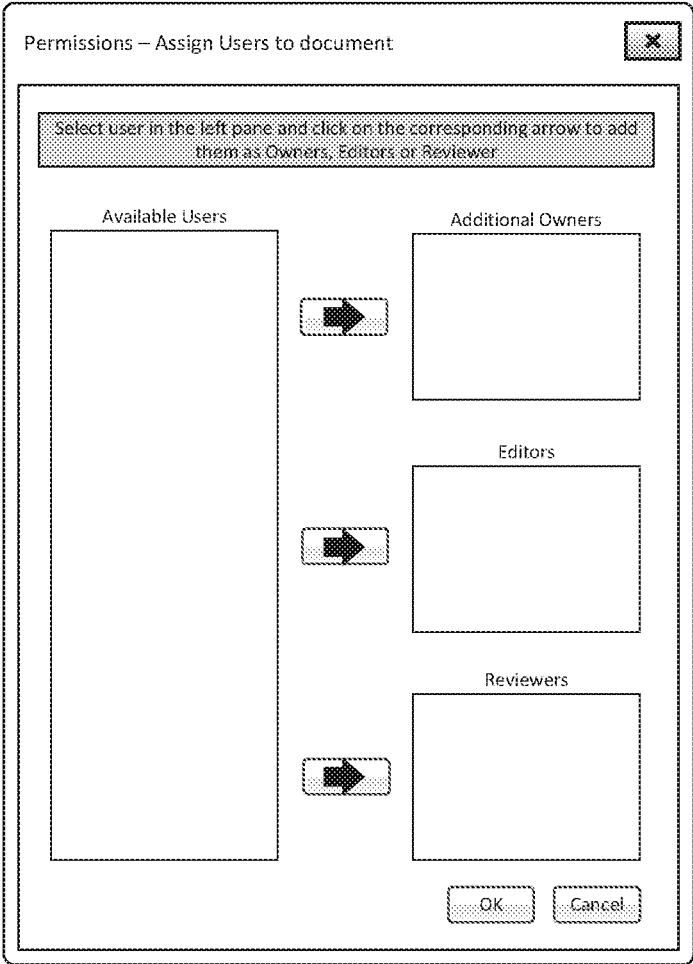 Permissions – Assign Users to document
Select user in the left pane and click on the corresponding arrow to add
them as Owners, Editors or Reviewer
Available Users
Additional Owners
Editors
Reviewers
OK
Cancel